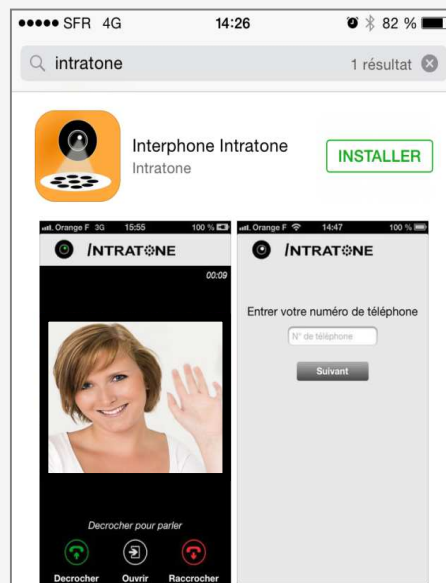 SFR 4G 14:26 82 %
intratone 1 résultat
Interphone Intratone
Intratone
INSTALLER
Orange F 3G 15:55 100 %
INTRATONE
00:09
Decrocher pour parler
Decrocher Ouvrir Raccrocher
Orange F 14:47 100 %
INTRATONE
Entrer votre numéro de téléphone
N° de téléphone
Suivant